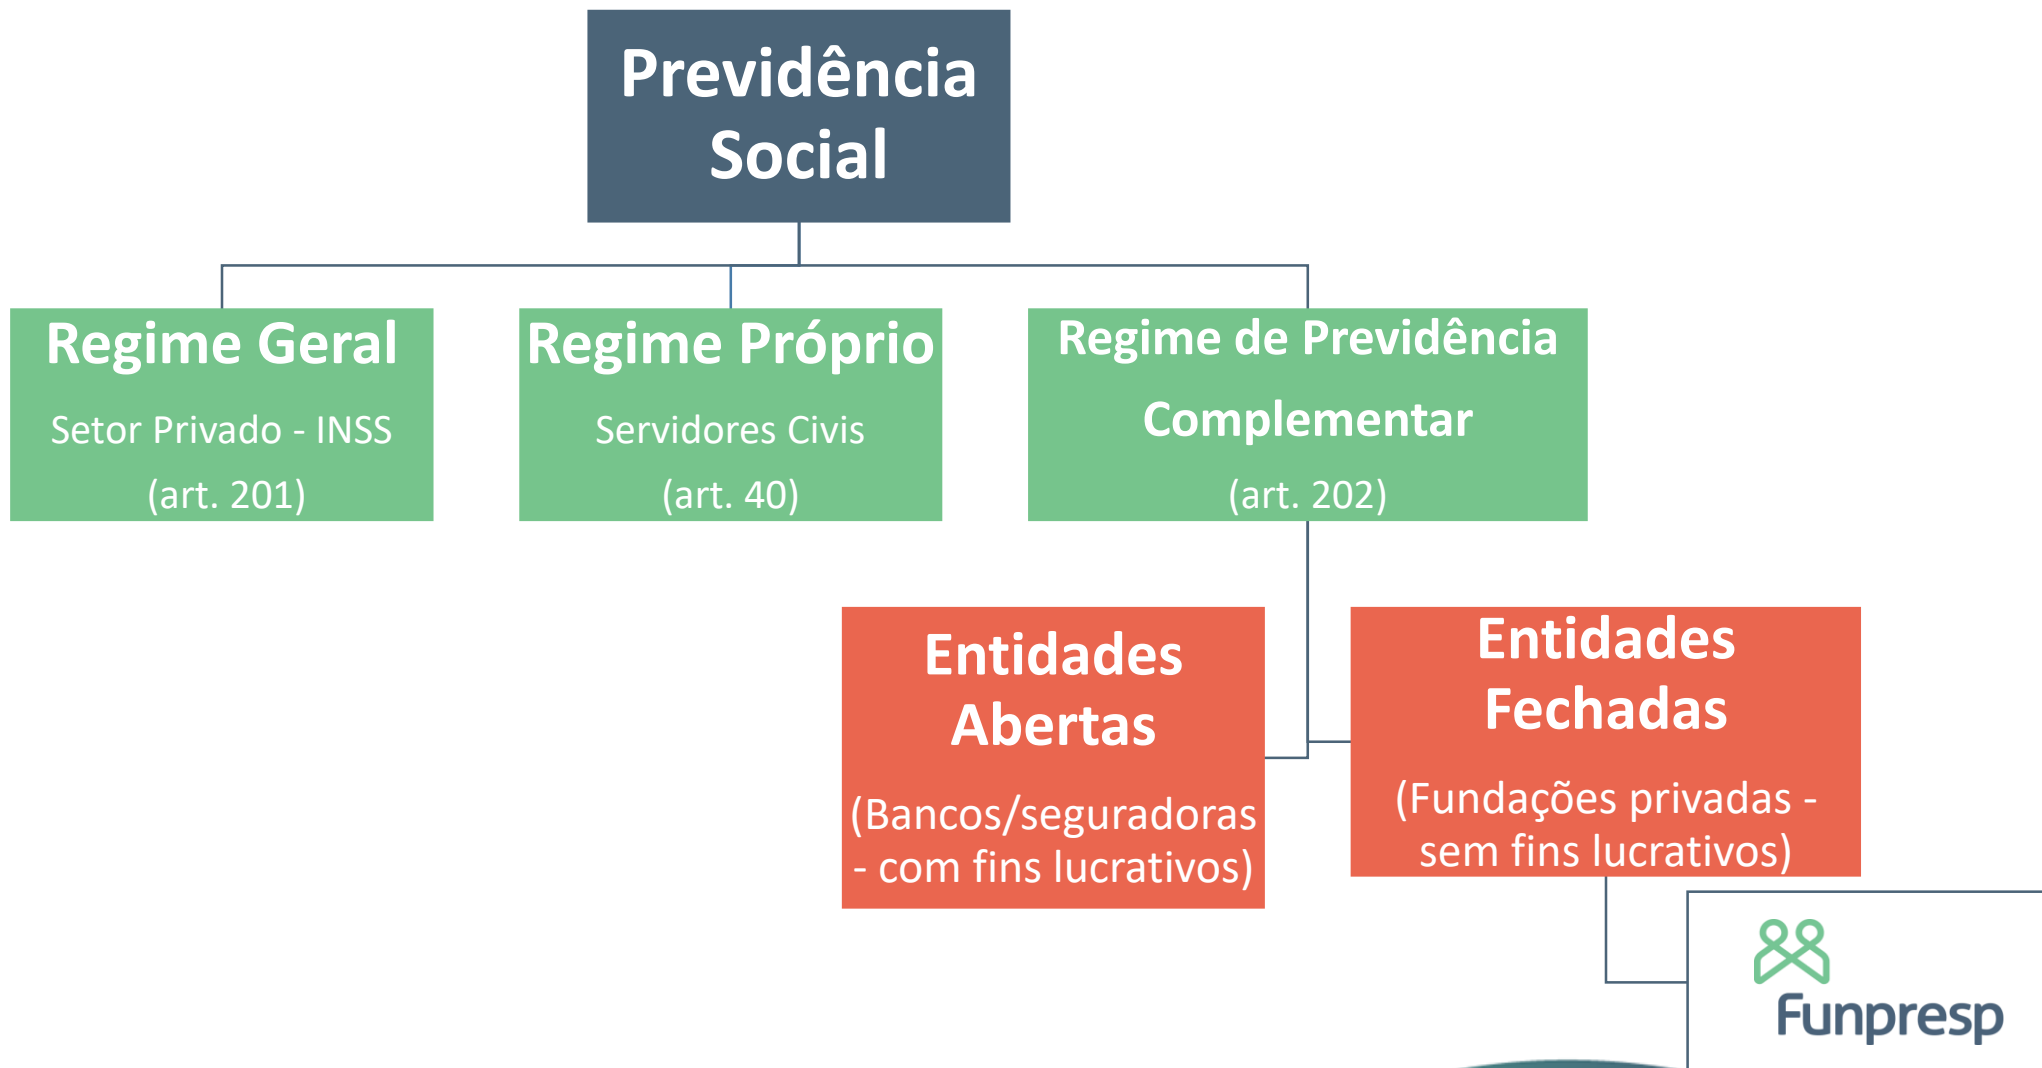 Previdência
Social
Regime Geral
Setor Privado - INSS
(art. 201)
Regime Próprio
Servidores Civis
(art. 40)
Regime de Previdência
Complementar
(art. 202)
Entidades
Abertas
(Bancos/seguradoras
- com fins lucrativos)
Entidades
Fechadas
(Fundações privadas -
sem fins lucrativos)
Funpresp